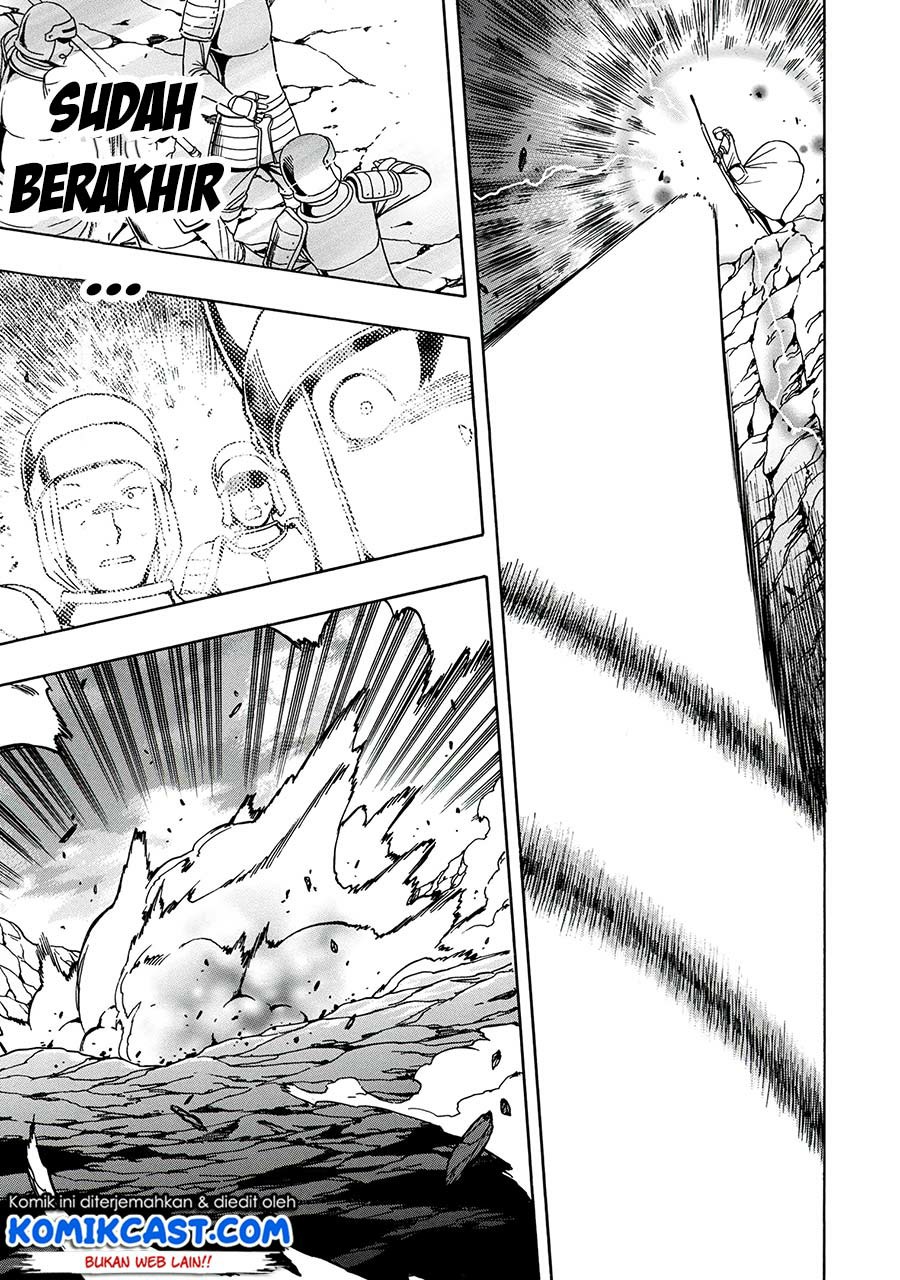 SUDAH
BERAKHIR
...
Komik ini diterjemahkan & diedit oleh
KOMIKCAST.COM
BUKAN WEB LAIN!!